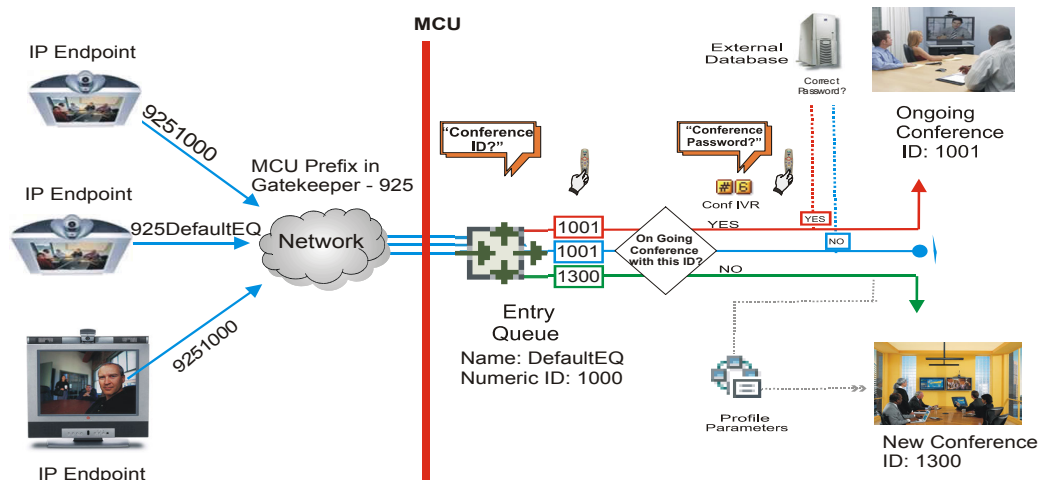 MCU
IP Endpoint
9251000
MCU Prefix in
Gatekeeper - 925
IP Endpoint
925DefaultEQ
Network
9251000
IP Endpoint
"Conference
ID?"
1001
1001
1300
Entry
Queue
Name: DefaultEQ
Numeric ID: 1000
"Conference
Password?"
# 6
Conf IVR
On Going
Conference
with this ID?
YES
NO
External
Database
Correct
Password?
YES
NO
Ongoing
Conference
ID: 1001
Profile
Parameters
New Conference
ID: 1300